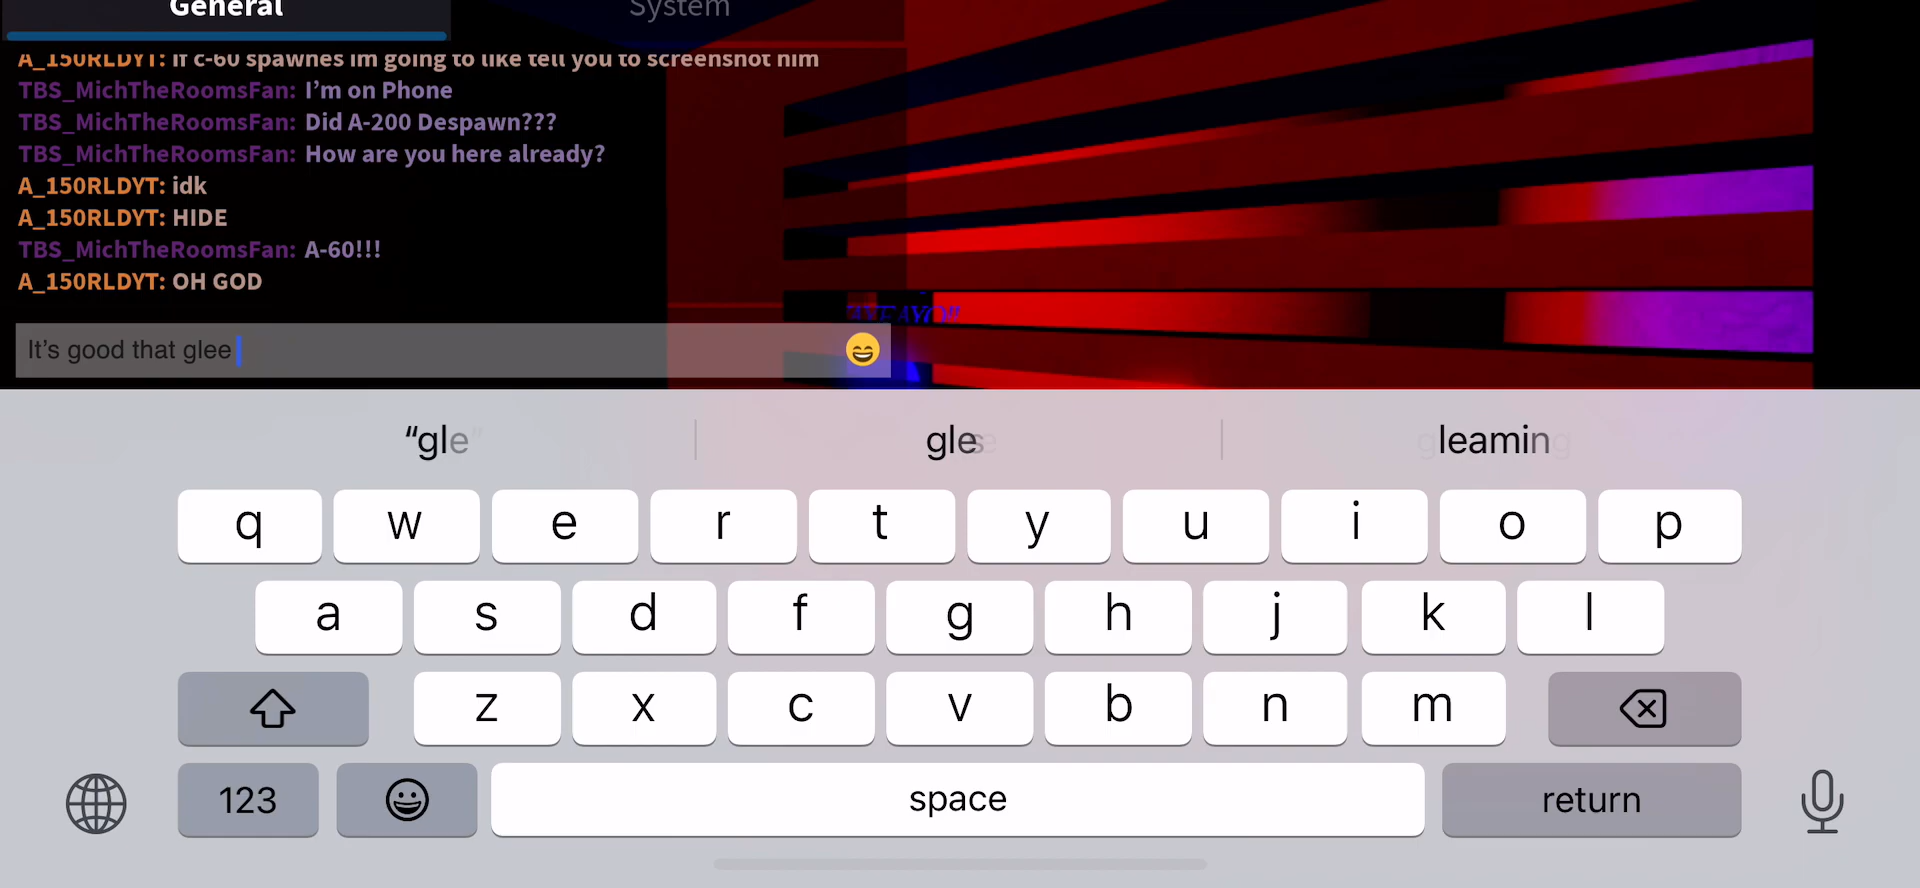 General
System
A_150RLDYT: if c-60 spawnes im going to like tell you to screenshot him
TBS_MichTheRoomsFan: I'm on Phone
TBS_MichTheRoomsFan: Did A-200 Despawn???
TBS_MichTheRoomsFan: How are you here already?
A_150RLDYT: idk
A_150RLDYT: HIDE
TBS_MichTheRoomsFan: A-60!!!
A_150RLDYT: OH GOD
It's good that glee
“gle”
gles
leamin
q w e r t y u i o p
a s d f g h j k l
z x c v b n m
123
space
return